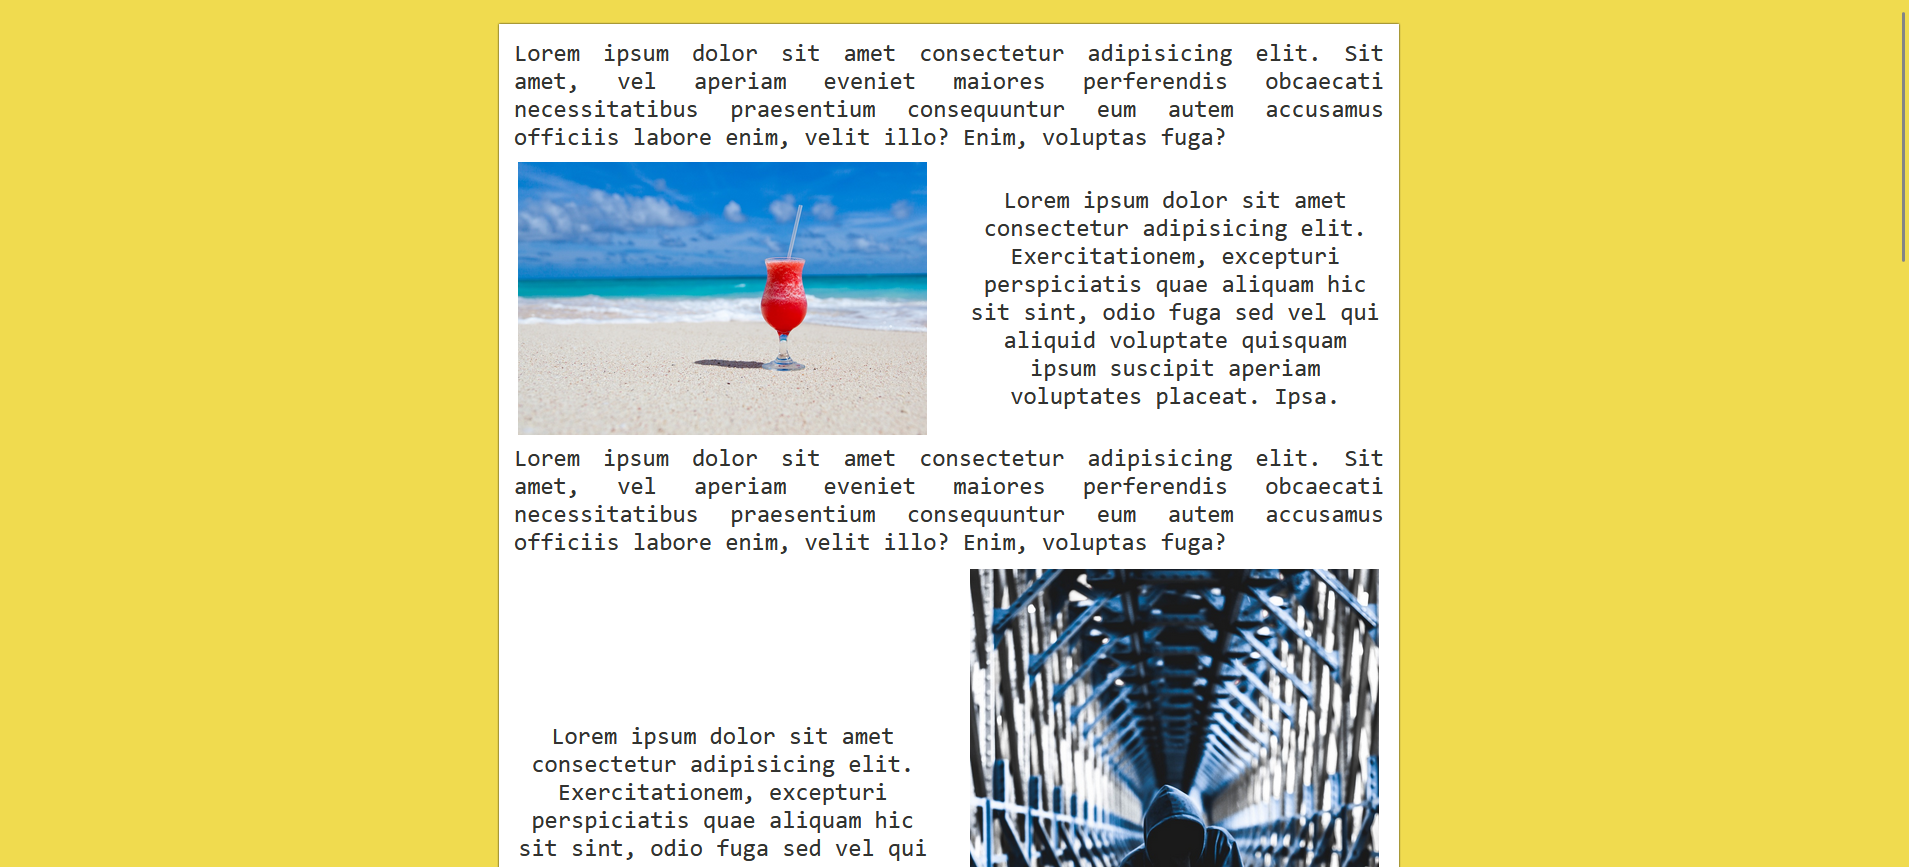 Lorem ipsum dolor sit amet consectetur adipisicing elit. Sit
amet, vel aperiam eveniet maiores perferendis obcaecati
necessitatibus praesentium consequuntur eum autem accusamus
officiis labore enim, velit illo? Enim, voluptas fuga?
Lorem ipsum dolor sit amet
consectetur adipisicing elit.
Exercitationem, excepturi
perspiciatis quae aliquam hic
sit sint, odio fuga sed vel qui
aliquid voluptate quisquam
ipsum suscipit aperiam
voluptates placeat. Ipsa.
Lorem ipsum dolor sit amet consectetur adipisicing elit. Sit
amet, vel aperiam eveniet maiores perferendis obcaecati
necessitatibus praesentium consequuntur eum autem accusamus
officiis labore enim, velit illo? Enim, voluptas fuga?
Lorem ipsum dolor sit amet
consectetur adipisicing elit.
Exercitationem, excepturi
perspiciatis quae aliquam hic
sit sint, odio fuga sed vel qui